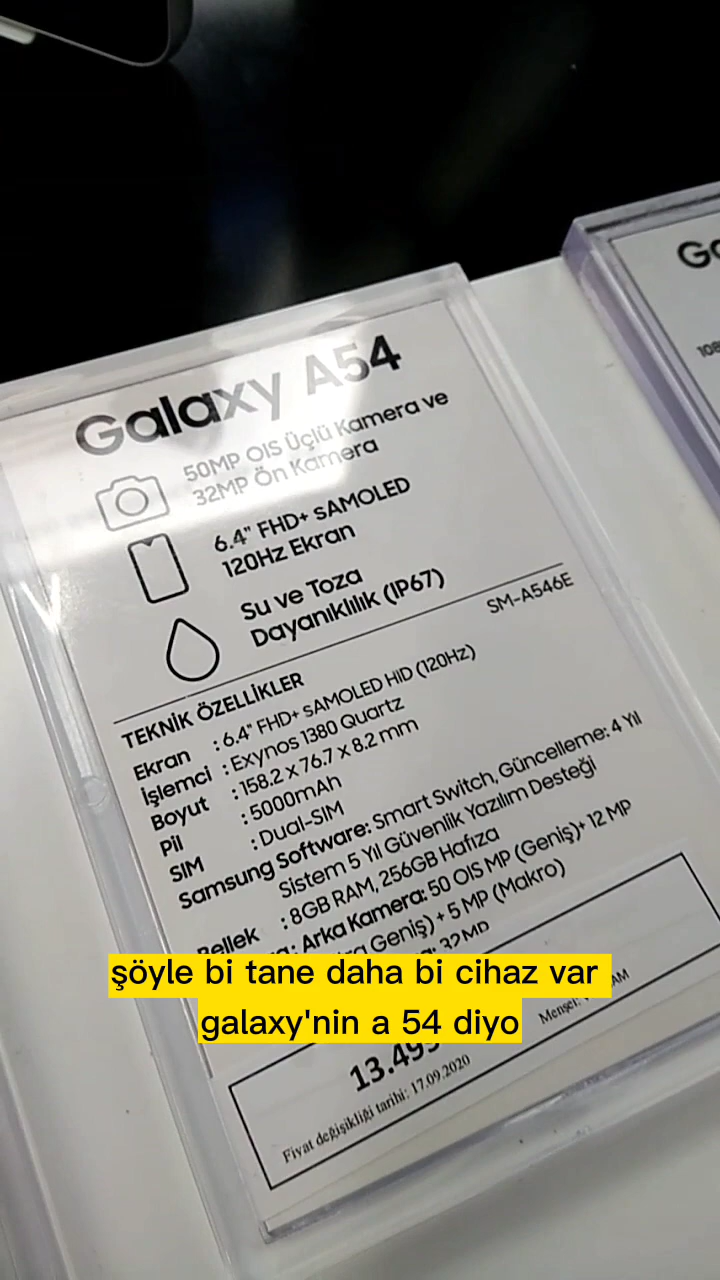 Galaxy A54
50MP OIS Üçlü Kamera ve
32MP Ön Kamera
6.4" FHD+ sAMOLED
120Hz Ekran
Su ve Toza
Dayanıklılık (IP67)
SM-A546E
TEKNİK ÖZELLİKLER
Ekran : 6.4" FHD+ sAMOLED HID (120Hz)
İşlemci : Exynos 1380 Quartz
Boyut : 158.2 x 76.7 x 8.2 mm
Pil : 5000mAh
SIM : Dual-SIM
Samsung Software: Smart Switch, Güncelleme: 4 Yıl
Sistem 5 Yıl Güvenlik Yazılım Desteği
: 8GB RAM, 256GB Hafıza
Arka Kamera: 50 OIS MP (Geniş)+ 12 MP
Geniş) + 5 MP (Makro)
şöyle bi tane daha bi cihaz var
galaxy'nin a 54 diyo
Fiyat değişikliği tarihi: 17.09.2020